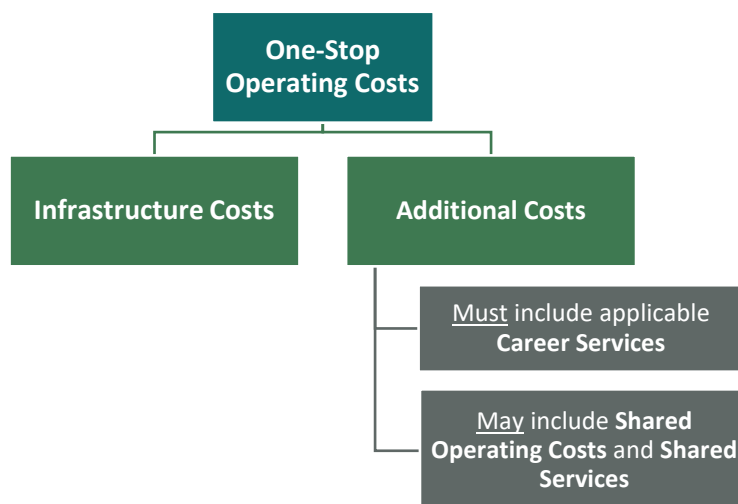 One-Stop
Operating Costs
Infrastructure Costs
Additional Costs
Must include applicable
Career Services
May include Shared
Operating Costs and Shared
Services